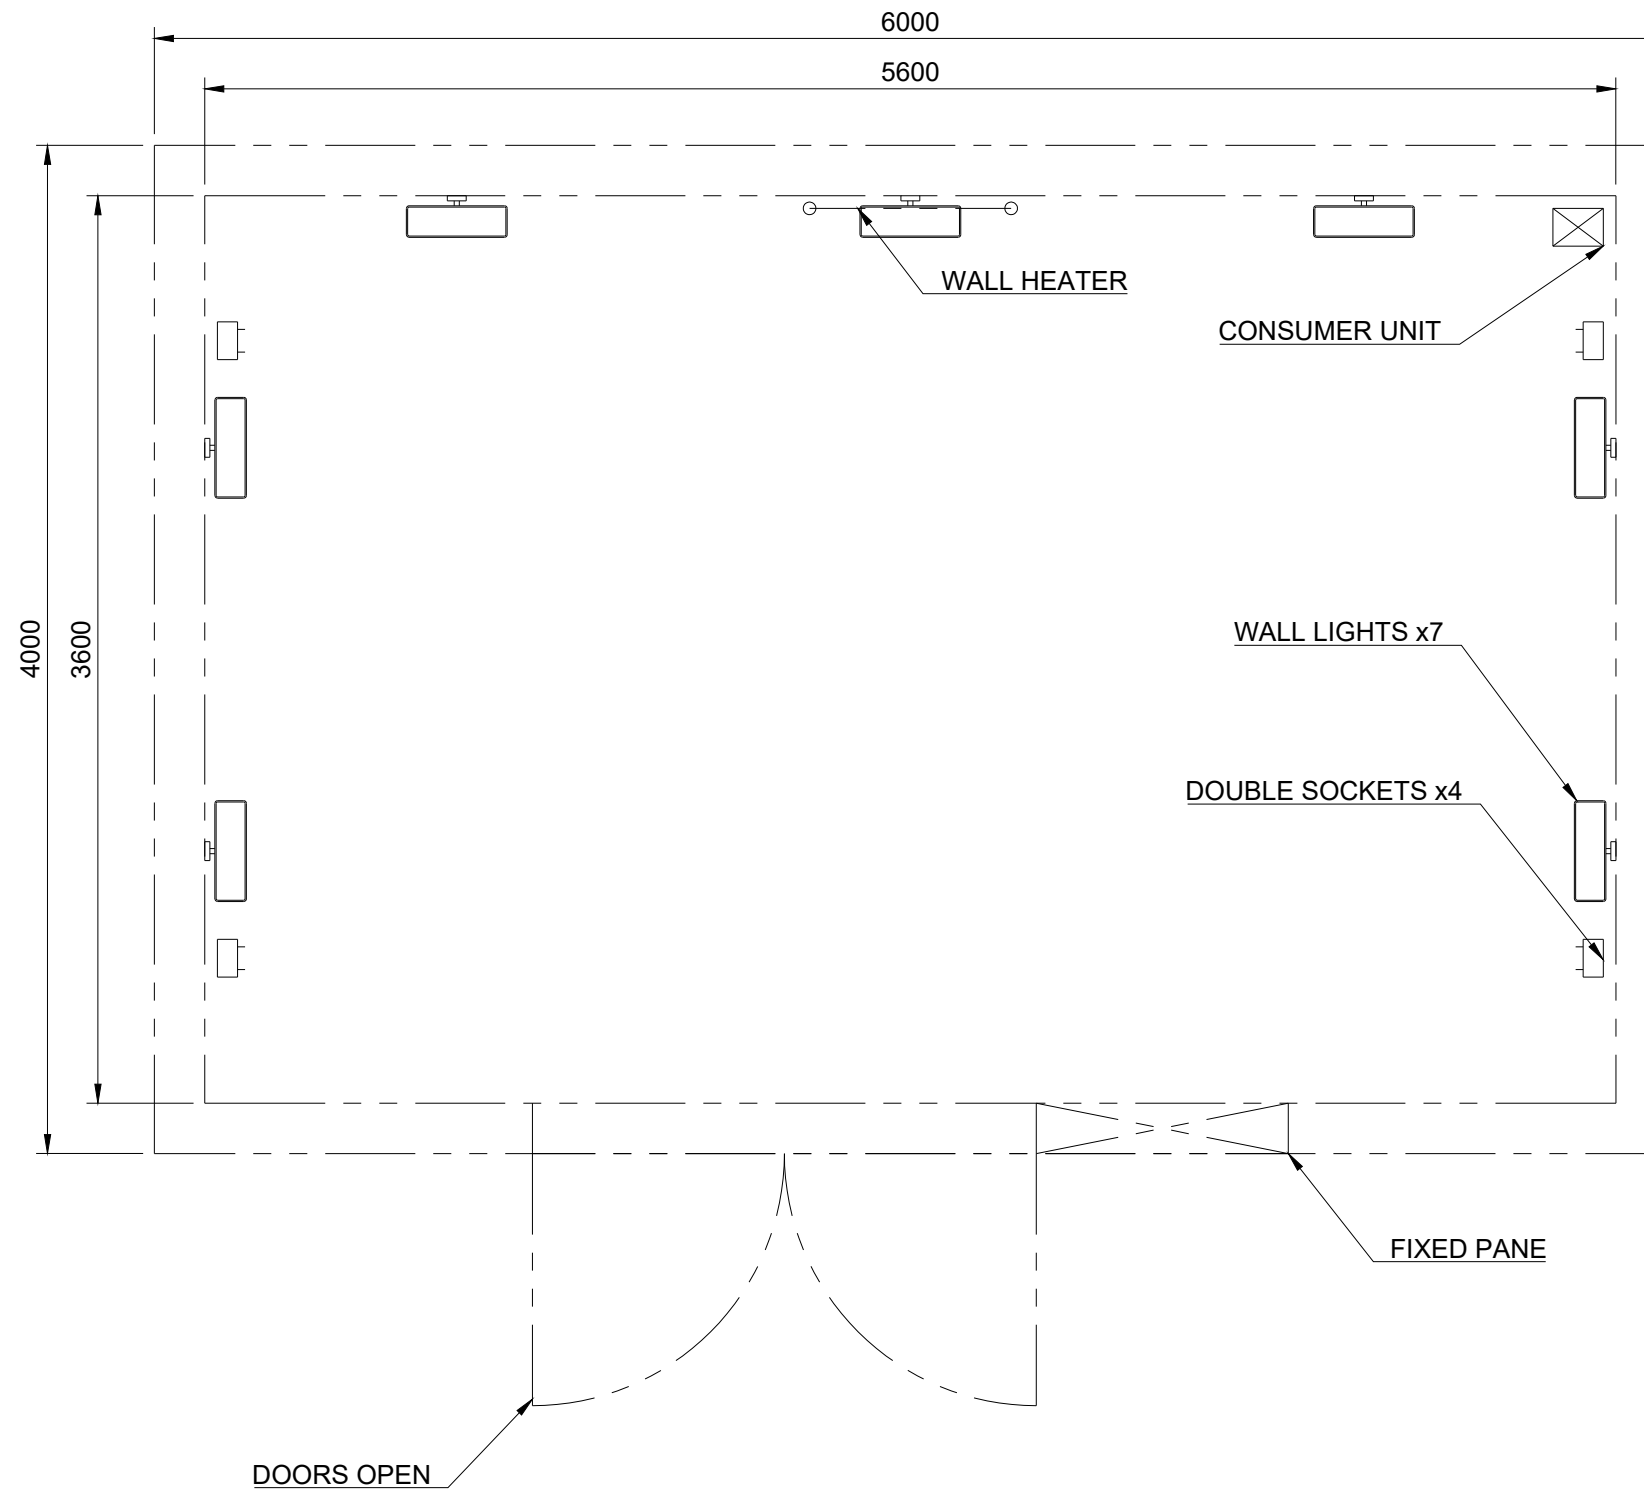 6000
5600
WALL HEATER
CONSUMER UNIT
4000
3600
WALL LIGHTS x7
DOUBLE SOCKETS x4
FIXED PANE
DOORS OPEN